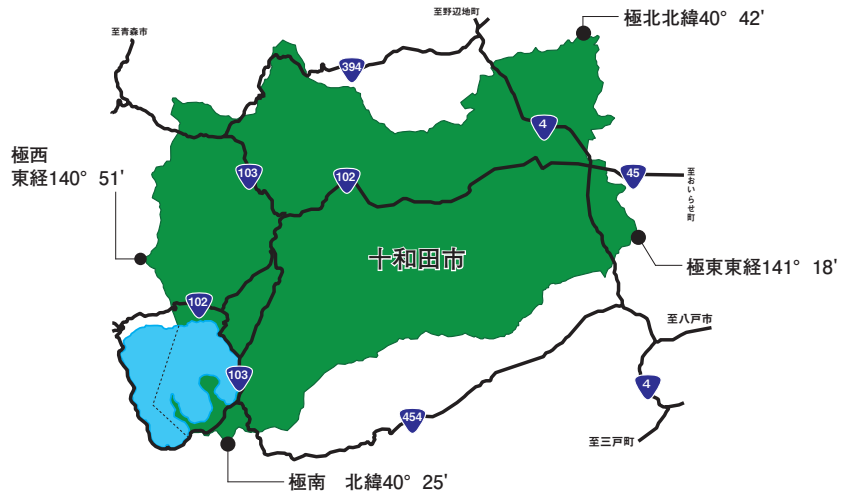 至野辺地町
極北北緯40° 42'
至青森市
394
4
極西
東経140° 51'
103
102
45
至おいらせ町
十和田市
極東東経141° 18'
102
至八戸市
103
4
454
至三戸町
極南　北緯40° 25'